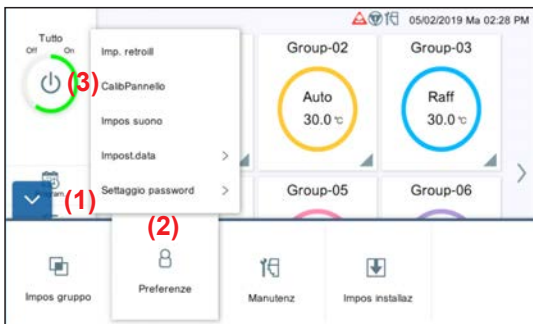 05/02/2019 Ma 02:28 PM
Tutto
Off On
(3)
Imp. retroill
CalibPannello
Impos suono
Impost.data >
Settaggio password >
Group-02
Auto
30.0 ℃
Group-03
Raff
30.0 ℃
Group-05
Group-06
Program
(1)
(2)
Impos gruppo
Preferenze
Manutenz
Impos installaz